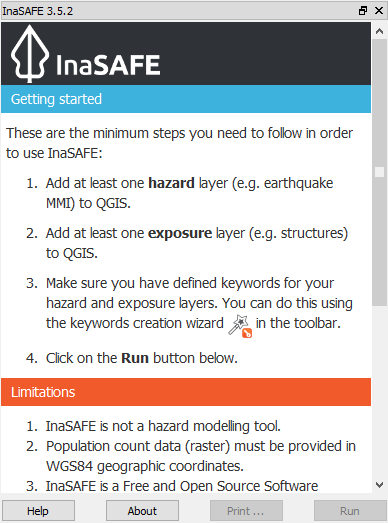 InaSAFE 3.5.2
InaSAFE
Getting started
These are the minimum steps you need to follow in order
to use InaSAFE:
1. Add at least one hazard layer (e.g. earthquake
MMI) to QGIS.
2. Add at least one exposure layer (e.g. structures)
to QGIS.
3. Make sure you have defined keywords for your
hazard and exposure layers. You can do this using
the keywords creation wizard in the toolbar.
4. Click on the Run button below.
Limitations
1. InaSAFE is not a hazard modelling tool.
2. Population count data (raster) must be provided in
WGS84 geographic coordinates.
3. InaSAFE is a Free and Open Source Software
Help About Print ... Run